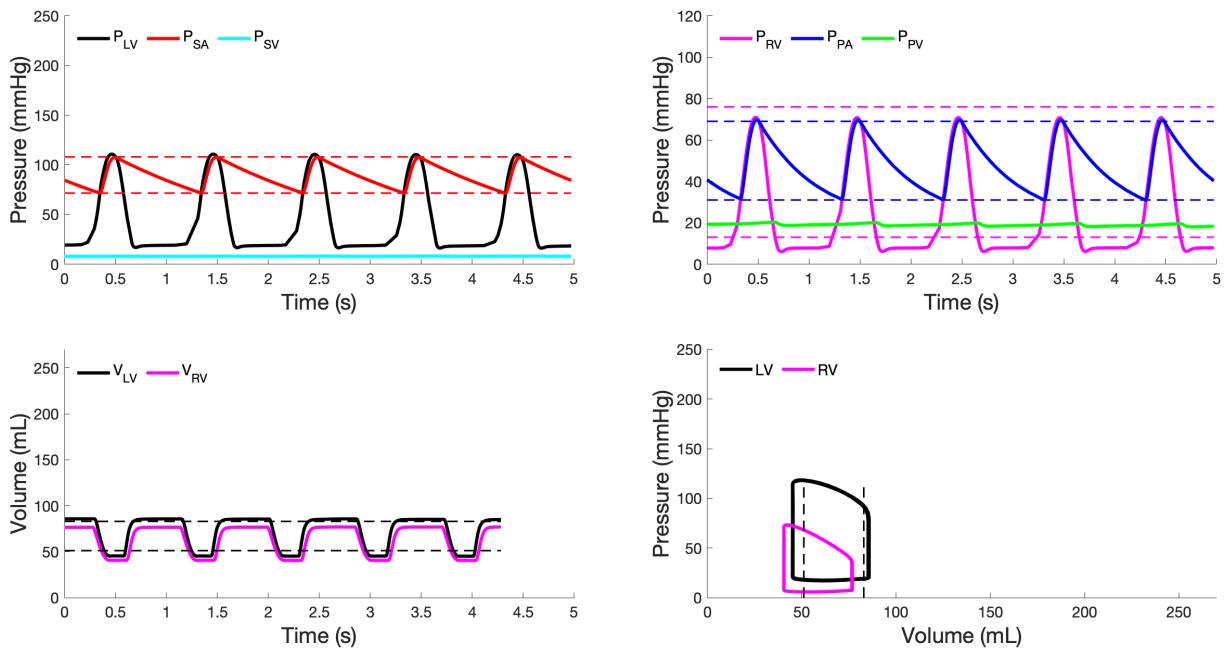 P_LV P_SA P_SV
Pressure (mmHg)
250
200
150
100
50
0
0 0.5 1 1.5 2 2.5 3 3.5 4 4.5 5
Time (s)
P_RV P_PA P_PV
Pressure (mmHg)
120
100
80
60
40
20
0
0 0.5 1 1.5 2 2.5 3 3.5 4 4.5 5
Time (s)
V_LV V_RV
Volume (mL)
250
200
150
100
50
0
0 0.5 1 1.5 2 2.5 3 3.5 4 4.5 5
Time (s)
LV RV
Pressure (mmHg)
250
200
150
100
50
0
0 50 100 150 200 250
Volume (mL)